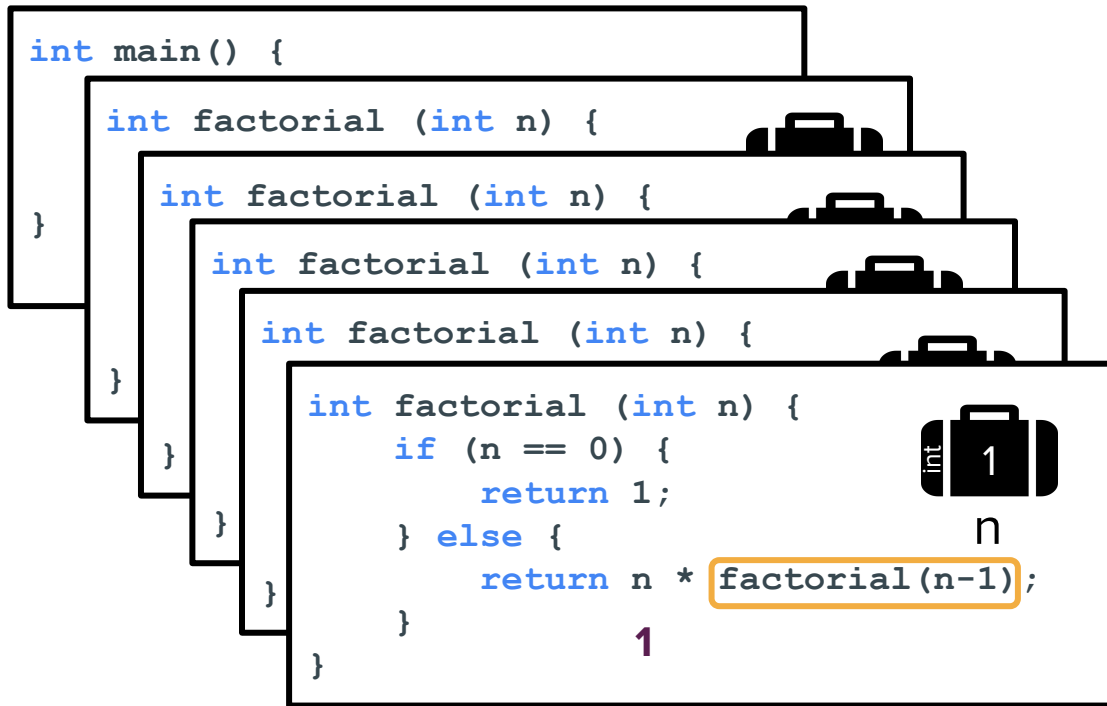 int main() {
int factorial (int n) {
int factorial (int n) {
}
int factorial (int n) {
int factorial (int n) {
}
int factorial (int n) {
if (n == 0) {
int
1
}
return 1;
}
n
} else {
return n * factorial(n-1);
}
}
1
}